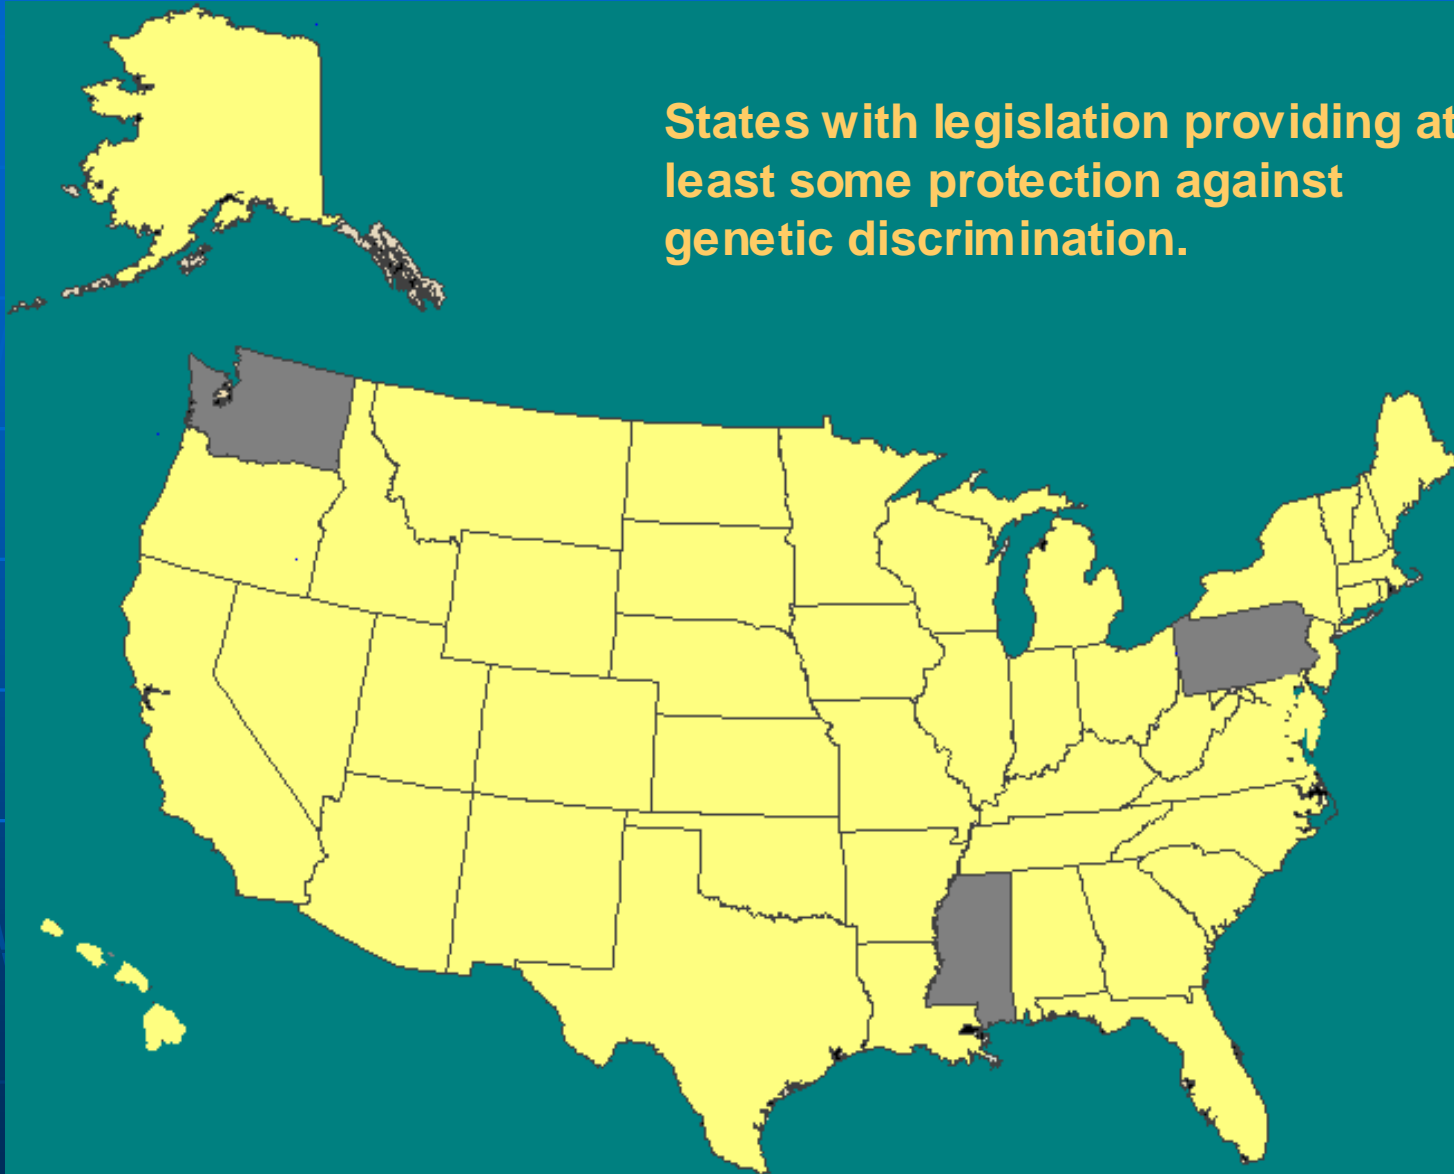 States with legislation providing at
least some protection against
genetic discrimination.